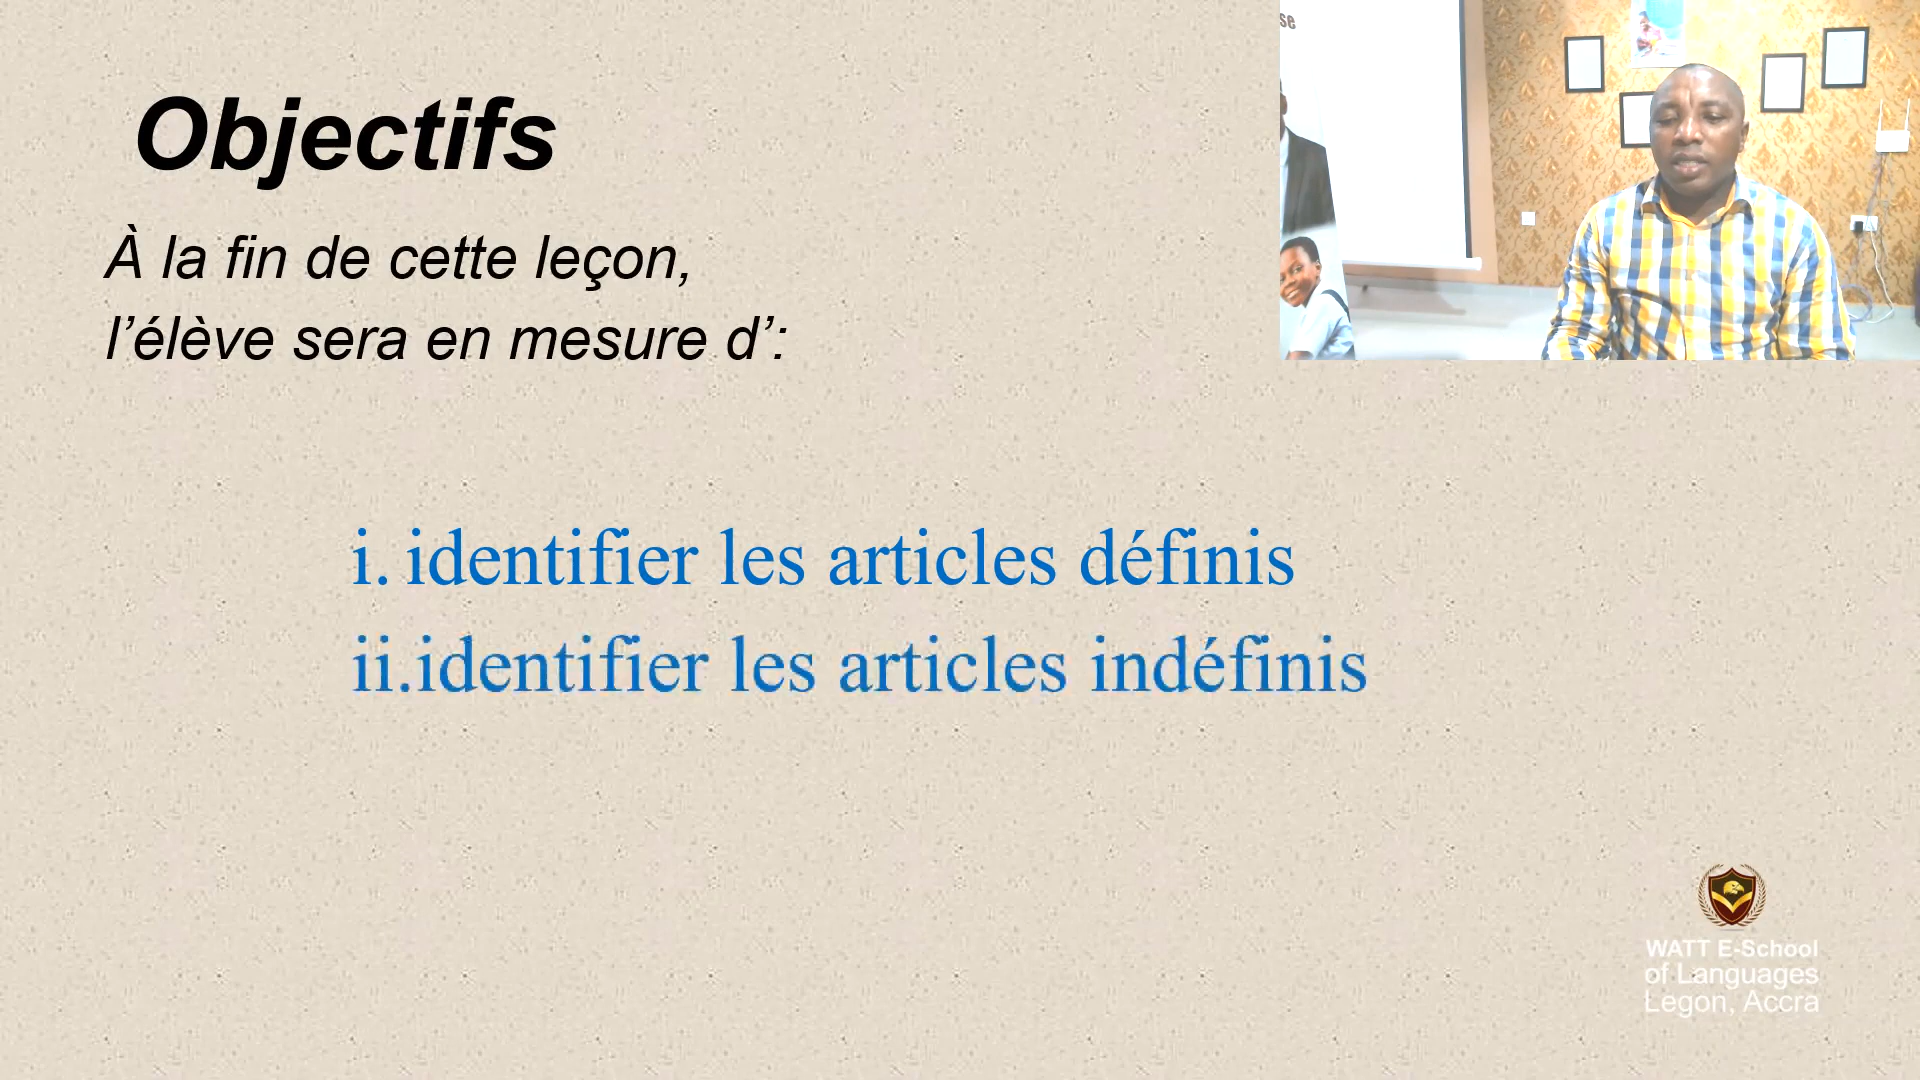 Objectifs
À la fin de cette leçon,
l’élève sera en mesure d’:
i. identifier les articles définis
ii.identifier les articles indéfinis
se
WATT E-School
of Languages
Legon, Accra